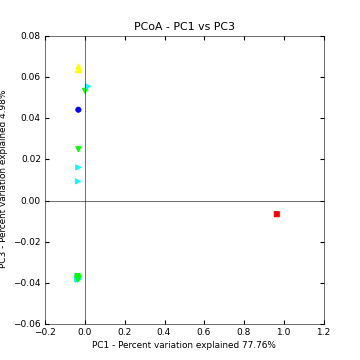 PCoA - PC1 vs PC3
0.08
0.06
0.04
0.02
0.00
−0.02
−0.04
−0.06
PC3 - Percent variation explained 4.98%
−0.2 0.0 0.2 0.4 0.6 0.8 1.0 1.2
PC1 - Percent variation explained 77.76%